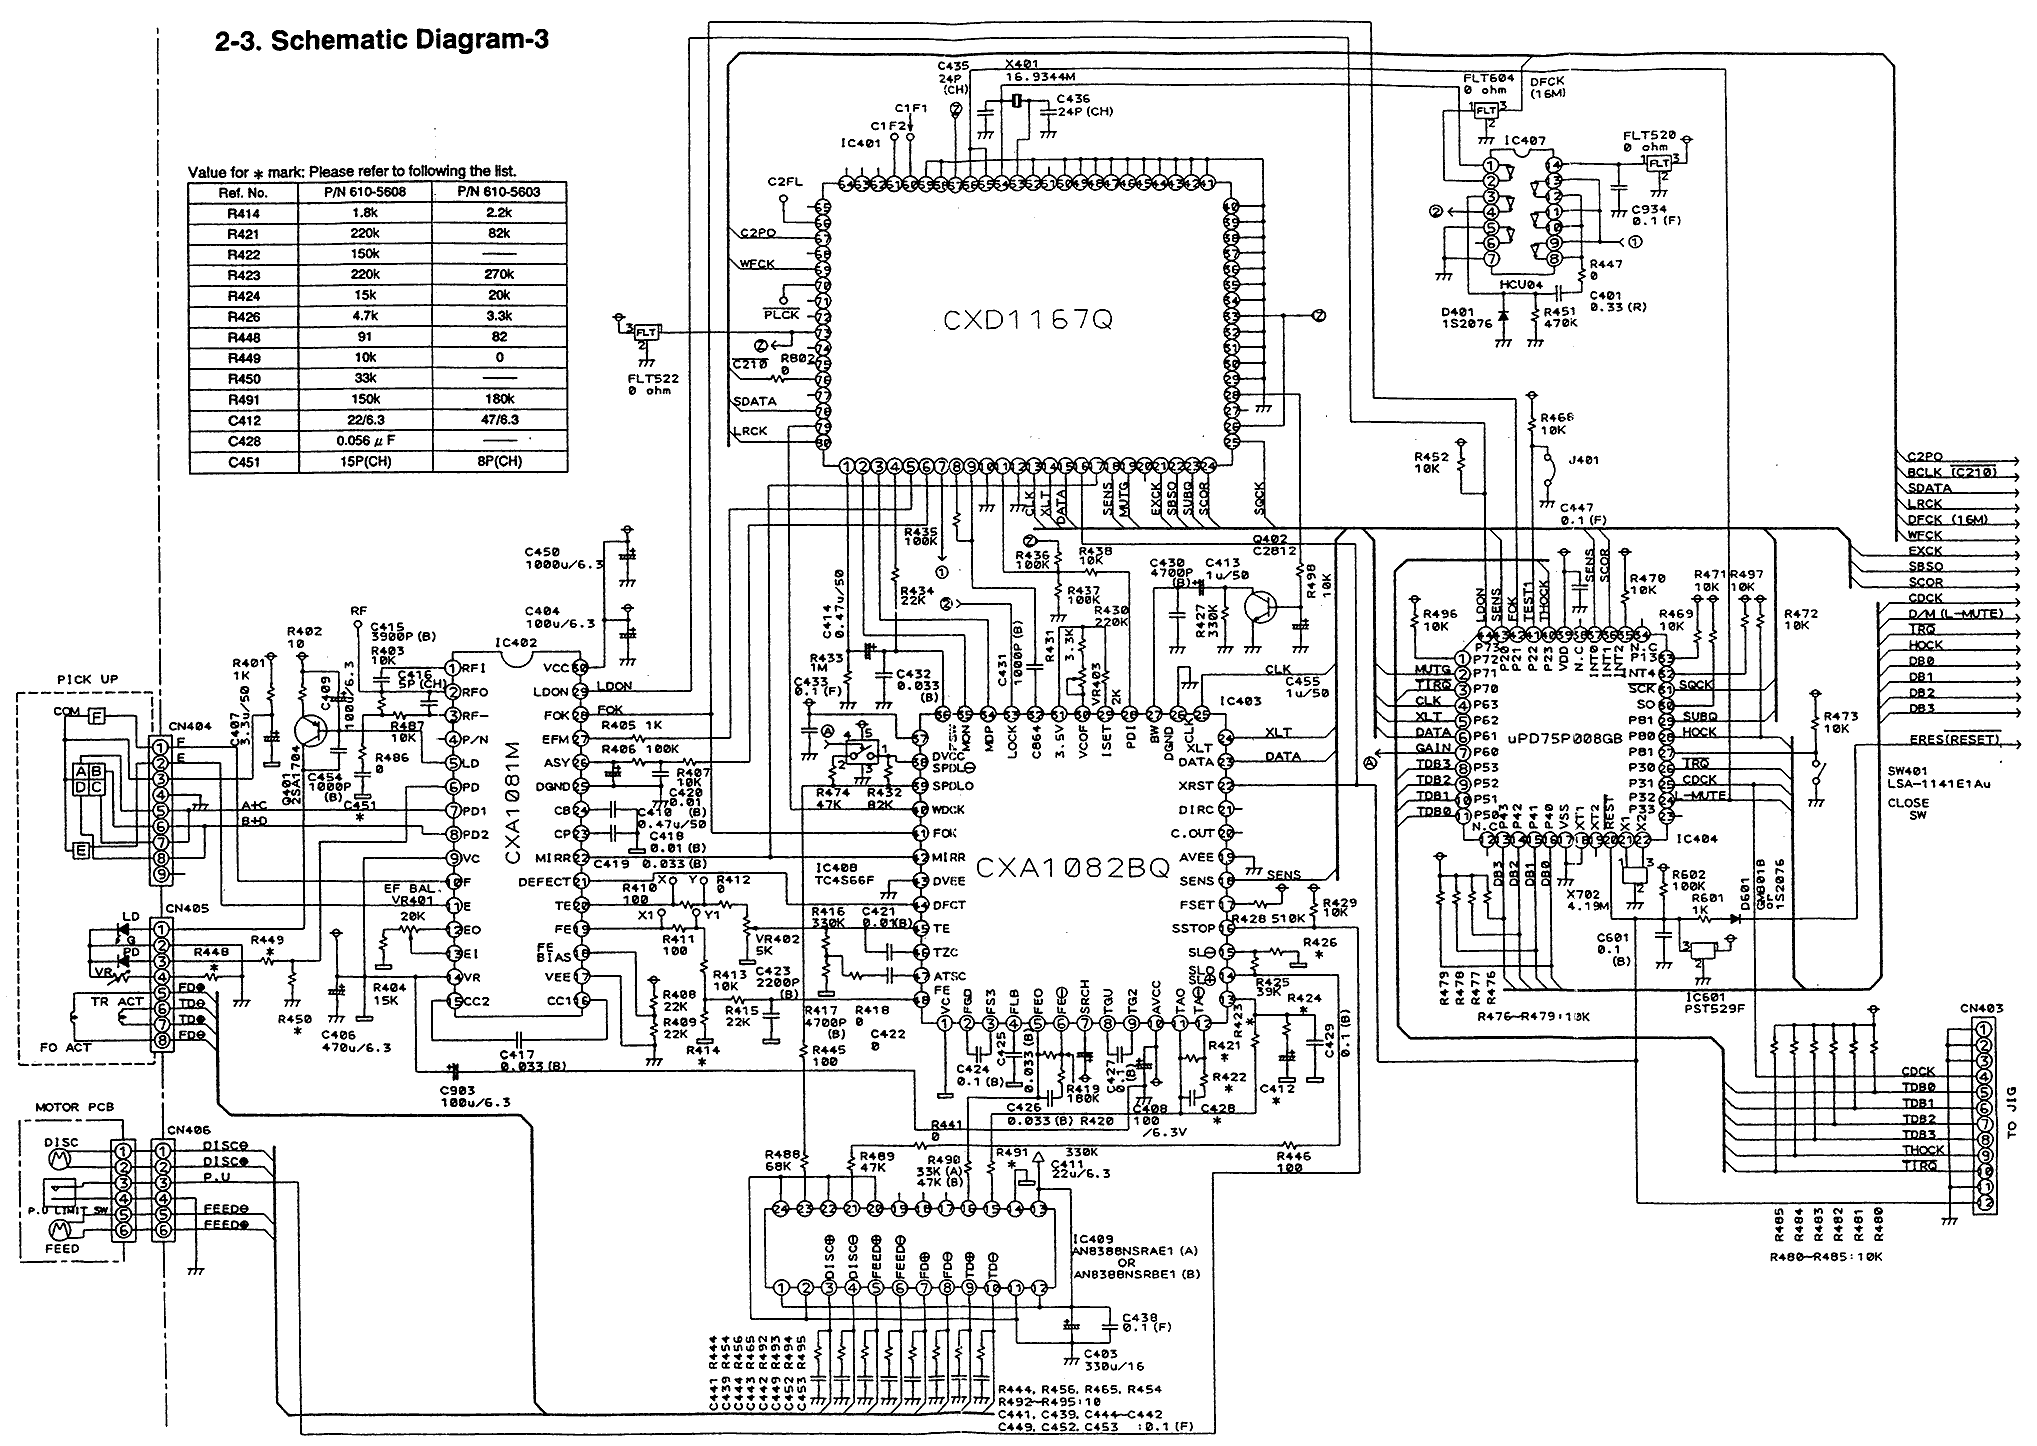 2-3. Schematic Diagram-3
Value for * mark: Please refer to following the list.
Ref. No. P/N 610-5608 P/N 610-5603
R414 1.8k 2.2k
R421 220k 82k
R422 150k ——
R423 220k 270k
R424 15k 20k
R426 4.7k 3.3k
R448 91 82
R449 10k 0
R450 33k ——
R491 150k 180k
C412 22/6.3 47/6.3
C428 0.056 μ F ——
C451 15P(CH) 8P(CH)
C435
24P
(CH)
X401
16.9344M
C436
24P (CH)
C1F1
C1F2
IC401
C2FL
C2PO
WFCK
PLCK
R802
0
C210
SDATA
LRCK
FLT
FLT522
0 ohm
CXD1167Q
FLT604
0 ohm
DFCK
(16M)
FLT
IC407
FLT520
0 ohm
FLT
C934
0.1 (F)
HCU04
R447
0
C401
0.33 (R)
D401
1S2076
R451
470K
R468
10K
R452
10K
J401
C447
0.1 (F)
C2PO
BCLK (C210)
SDATA
LRCK
DFCK (16M)
WFCK
EXCK
SBSO
SCOR
CDCK
D/M (L-MUTE)
IRQ
HOCK
DB0
DB1
DB2
DB3
ERES(RESET)
CLK
XLT
DATA
SENS
MUTG
EXCK
SBSO
SUBQ
SCOR
SQCK
Q402
C2812
R435
100K
R434
22K
R436
100K
R438
10K
R437
100K
R430
220K
C430
4700P
(B)
C413
1u/50
R427
330K
R498
10K
C455
1u/50
C414
0.47u/50
R433
1M
C433
0.1 (F)
C432
0.033
(B)
C431
1000P (B)
R431
3.3K
VR403
2K
IC403
CLK
XLT
DATA
C450
1000u/6.3
C404
100u/6.3
RF
C415
3900P (B)
R403
10K
C416
5P (CH)
R402
10
R401
1K
C409
100u/6.3
C407
3.3u/50
Q401
2SA1704
C454
1000P (B)
R487
10K
R486
0
C451
*
IC402
CXA1081M
RFI
RFO
RF-
P/N
LD
PD
PD1
PD2
VC
F
E
EO
EI
VR
CC2
VCC
LDON
FOK
EFM
ASY
DGND
CB
CP
MIRR
DEFECT
TE
FE
FE
BIAS
VEE
CC1
LDON
FOK
R405 1K
R406 100K
R407
10K
C420
0.01
(B)
C410
0.47u/50
C418
0.01 (B)
C419 0.033 (B)
R410
100
X Y
R412
0
X1 Y1
R411
100
VR402
5K
R413
10K
C423
2200P
(B)
R408
22K
R409
22K
R415
22K
R414
*
C417
0.033 (B)
C903
100u/6.3
EF BAL.
VR401
20K
R404
15K
C406
470u/6.3
PICK UP
COM
F
A B
D C
E
CN404
F
E
A+C
B+D
LD
PD
VR
TR ACT
FO ACT
CN405
R448
*
R449
*
R450
*
FD⊕
TD⊖
TD⊕
FD⊖
MOTOR PCB
DISC
M
P.U LIMIT SW
M
FEED
CN406
DISC⊖
DISC⊕
P.U
FEED⊖
FEED⊕
R474
47K
R432
82K
IC408
TC4S66F
R416
330K
C421
0.01(B)
R418
0
R417
4700P
(B)
C422
0
R445
100
CXA1082BQ
MON
MDP
LOCK
C864
3.5V
VCOF
ISET
PDI
BW
DGND
CLK
DVCC
SPDL⊖
SPDLO
WDCK
FOK
MIRR
DVEE
DFCT
TE
TZC
ATSC
FE
XLT
DATA
XRST
DIRC
C.OUT
AVEE
SENS
FSET
SSTOP
SL⊖
SLO
SL⊕
VC
FGD
FS3
FLB
FEO
FE⊖
SRCH
TGU
TG2
AVCC
TAO
TA⊖
SENS
R428 510K
R429
10K
R426
*
R425
39K
R424
*
R423
*
C429
0.1 (B)
R421
*
R422
*
C412
*
C428
*
C424
0.1 (B)
C425
0.033 (B)
R419
180K
C427
0.1
(B)
C426
0.033 (B)
R420
330K
C408
100
/6.3V
R441
0
R446
100
R488
68K
R489
47K
R490
33K (A)
47K (B)
R491
*
C411
22u/6.3
DISC⊕
DISC⊖
FEED⊕
FEED⊖
FD⊕
FD⊖
TD⊕
TD⊖
IC409
AN8388NSRAE1 (A)
OR
AN8388NSRBE1 (B)
C438
0.1 (F)
C403
330u/16
C441 R444
C439 R454
C444 R456
C443 R465
C442 R492
C449 R493
C452 R494
C453 R495
R444, R456, R465, R454
R492~R495:10
C441, C439, C444~C442
C449, C452, C453 :0.1 (F)
R496
10K
R470
10K
R471
10K
R497
10K
R469
10K
R472
10K
R473
10K
LDON
SENS
FOK
TEST1
THOCK
SENS
SCOR
P73
P20
P21
P22
P23
VDD
N.C
INT0
INT1
INT2
N.C
P13
P72
P71
P70
P63
P62
P61
P60
P53
P52
P51
P50
N.C
INT4
SCK
SO
P81
P80
P81
P30
P31
P32
P33
P43
P42
P41
P40
VSS
XT1
XT2
REST
X1
X2
uPD75P008GB
MUTG
TIRQ
CLK
XLT
DATA
GAIN
TDB3
TDB2
TDB1
TDB0
SQCK
SUBQ
HOCK
IRQ
CDCK
L-MUTE
DB3
DB2
DB1
DB0
IC404
SW401
LSA-1141E1Au
CLOSE
SW
X702
4.19M
R602
100K
R601
1K
D601
GMB01B
or
1S2076
C601
0.1
(B)
IC601
PST529F
R479
R478
R477
R476
R476~R479:10K
CN403
CDCK
TDB0
TDB1
TDB2
TDB3
THOCK
TIRQ
TO JIG
R485
R484
R483
R482
R481
R480
R480~R485:10K